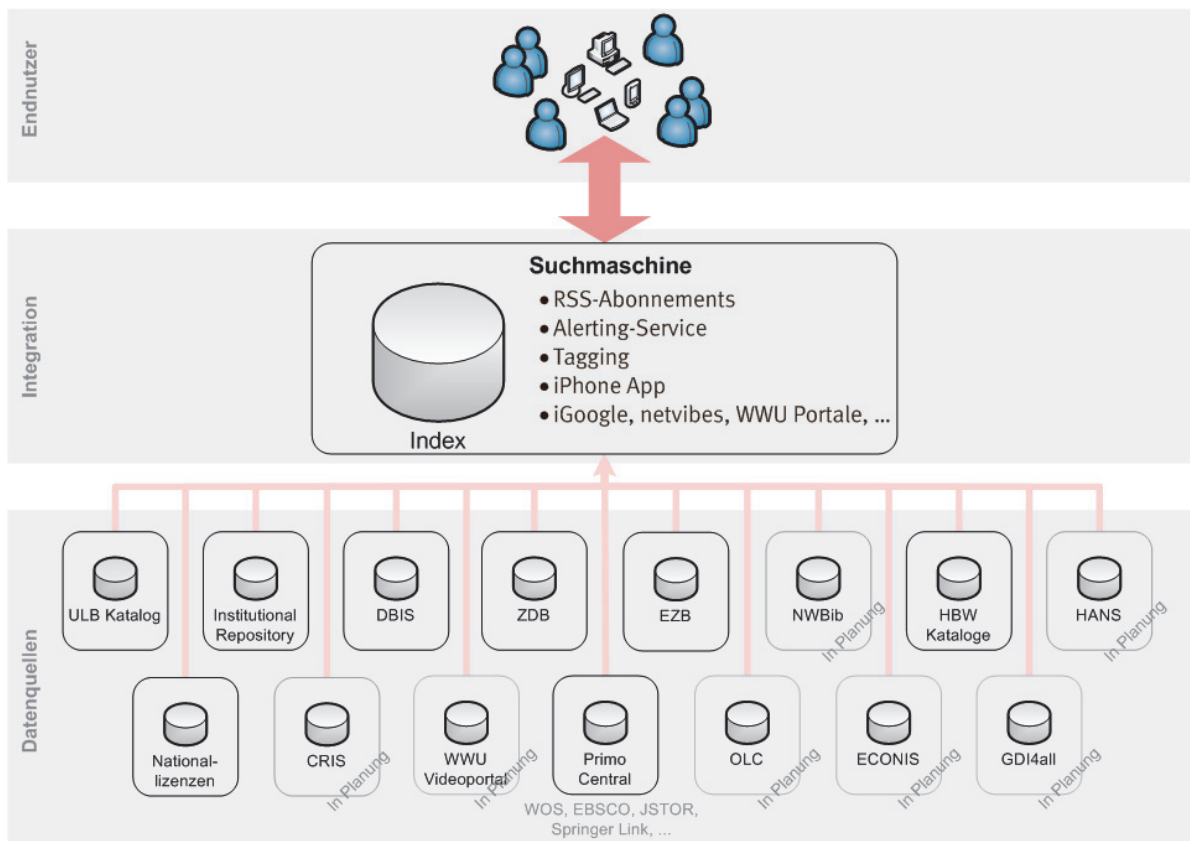 Endnutzer
Integration
Suchmaschine
• RSS-Abonnements
• Alerting-Service
• Tagging
• iPhone App
• iGoogle, netvibes, WWU Portale, ...
Index
Datenquellen
ULB Katalog
Institutional
Repository
DBIS
ZDB
EZB
NWBib
In Planung
HBW
Kataloge
HANS
In Planung
National-
lizenzen
CRIS
In Planung
WWU
Videoportal
In Planung
Primo
Central
WOS, EBSCO, JSTOR,
Springer Link, ...
OLC
In Planung
ECONIS
In Planung
GDI4all
In Planung